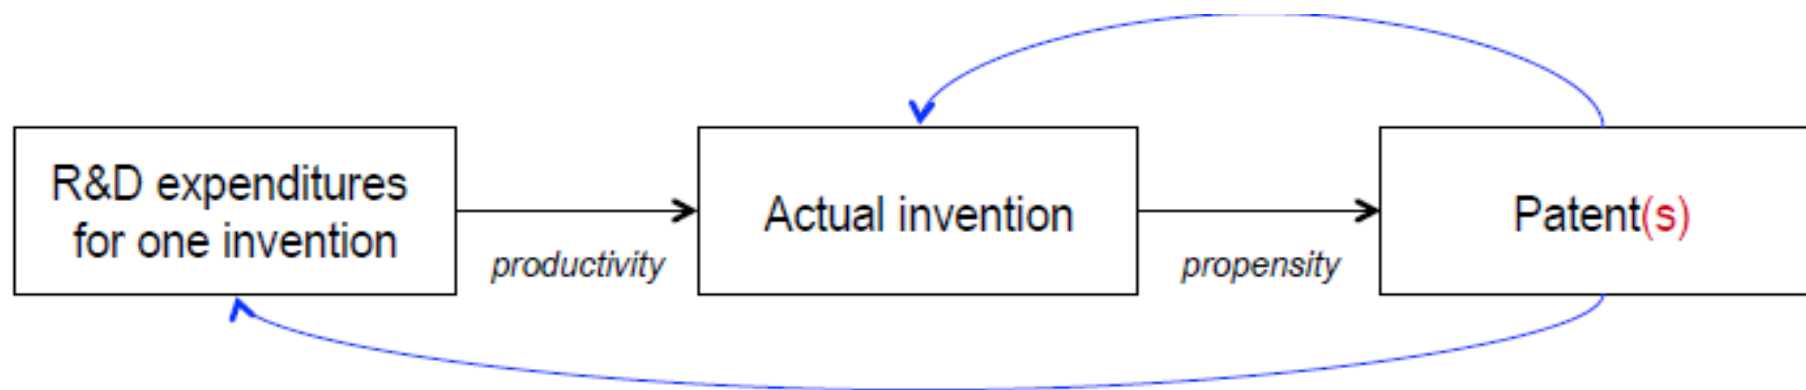 R&D expenditures
for one invention
productivity
Actual invention
propensity
Patent(s)